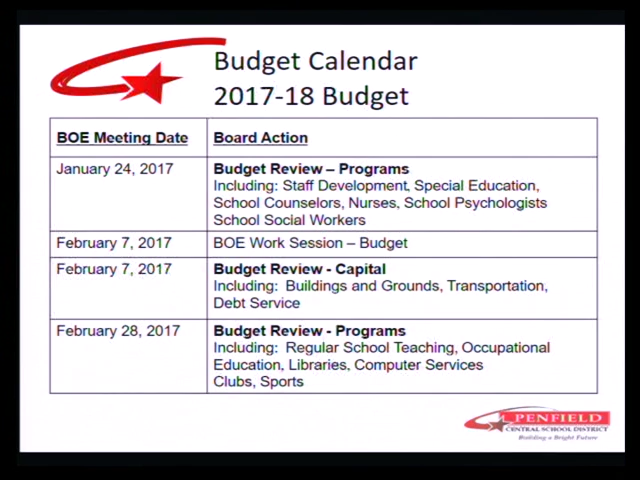 Budget Calendar
2017-18 Budget
BOE Meeting Date Board Action
January 24, 2017 Budget Review – Programs
Including: Staff Development, Special Education,
School Counselors, Nurses, School Psychologists
School Social Workers
February 7, 2017 BOE Work Session – Budget
February 7, 2017 Budget Review - Capital
Including: Buildings and Grounds, Transportation,
Debt Service
February 28, 2017 Budget Review - Programs
Including: Regular School Teaching, Occupational
Education, Libraries, Computer Services
Clubs, Sports
PENFIELD
CENTRAL SCHOOL DISTRICT
Building a Bright Future